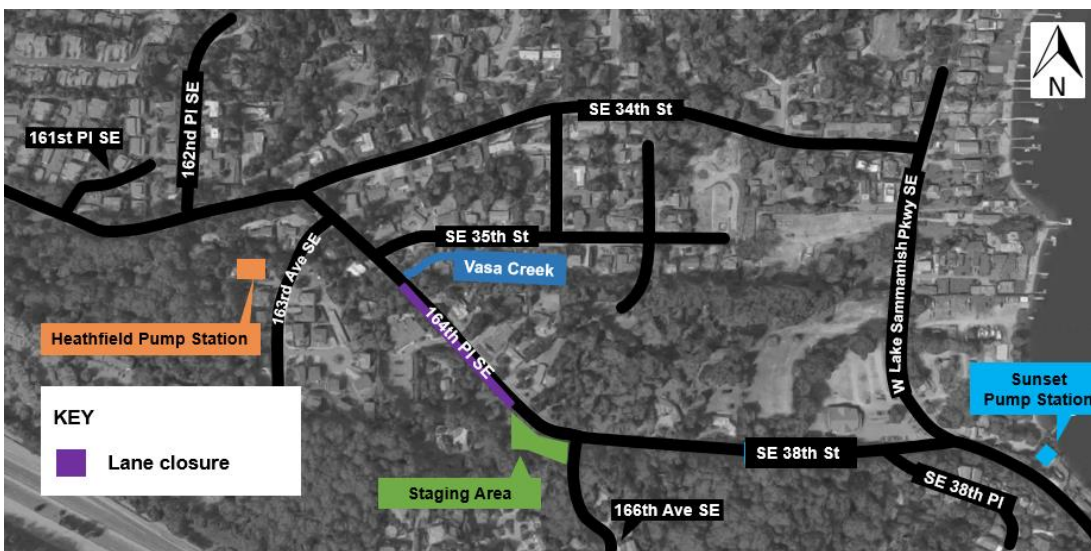 SE 34th St
161st Pl SE
162nd Pl SE
N
SE 35th St
Vasa Creek
163rd Ave SE
W Lake Sammamish Pkwy SE
Heathfield Pump Station
164th Pl SE
Sunset
Pump Station
KEY
Lane closure
SE 38th St
Staging Area
SE 38th Pl
166th Ave SE